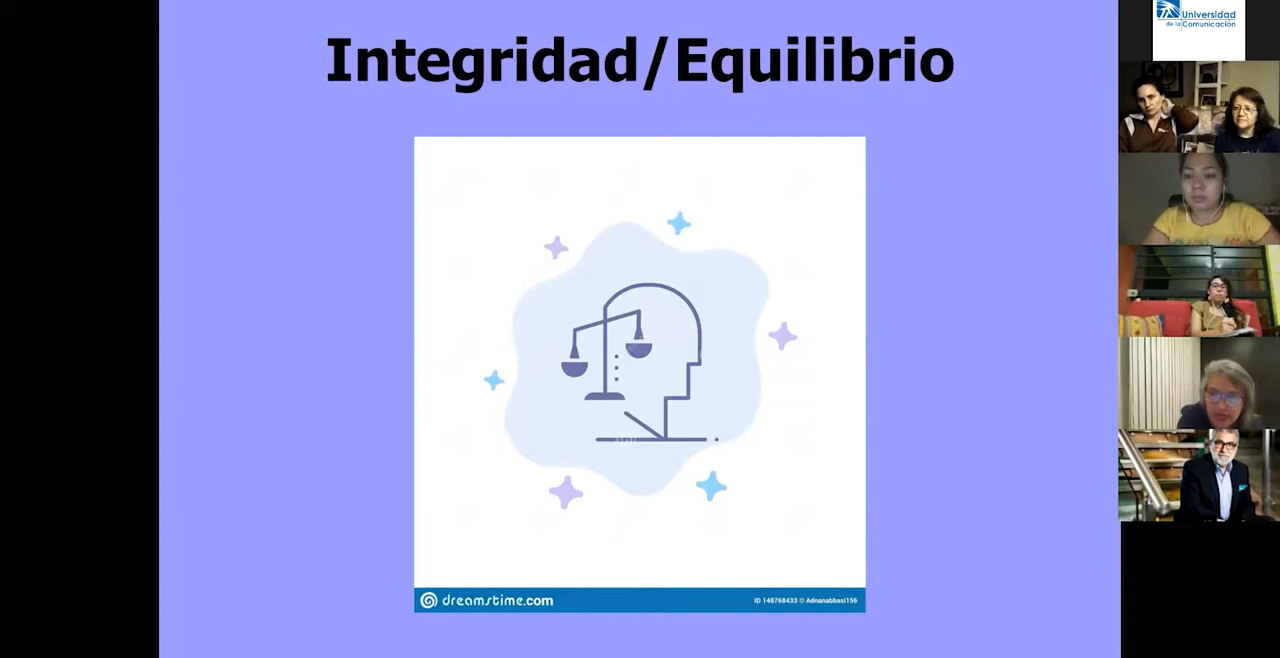 Integridad/Equilibrio
Universidad
de la Comunicación
dreamstime.com
ID 148768433 © Adnanabbasi156